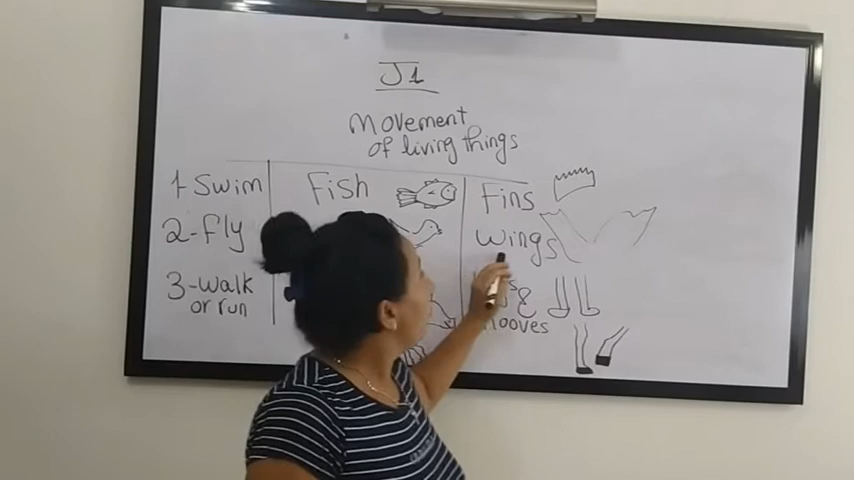 J1
Movement
of living things
1 Swim Fish Fins
2-fly wings
3-walk &
or run hooves